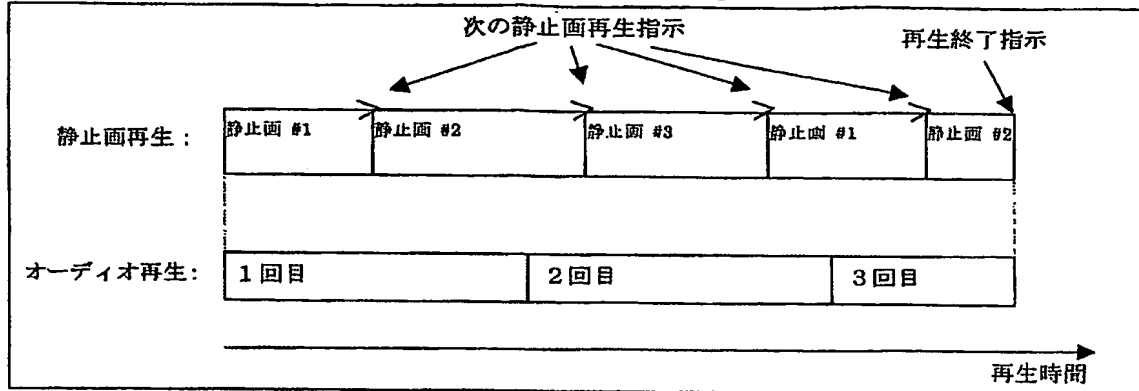 次の静止画再生指示
再生終了指示
静止画再生：
静止画 #1
静止画 #2
静止画 #3
静止画 #1
静止画 #2
オーディオ再生:
1回目
2回目
3回目
再生時間